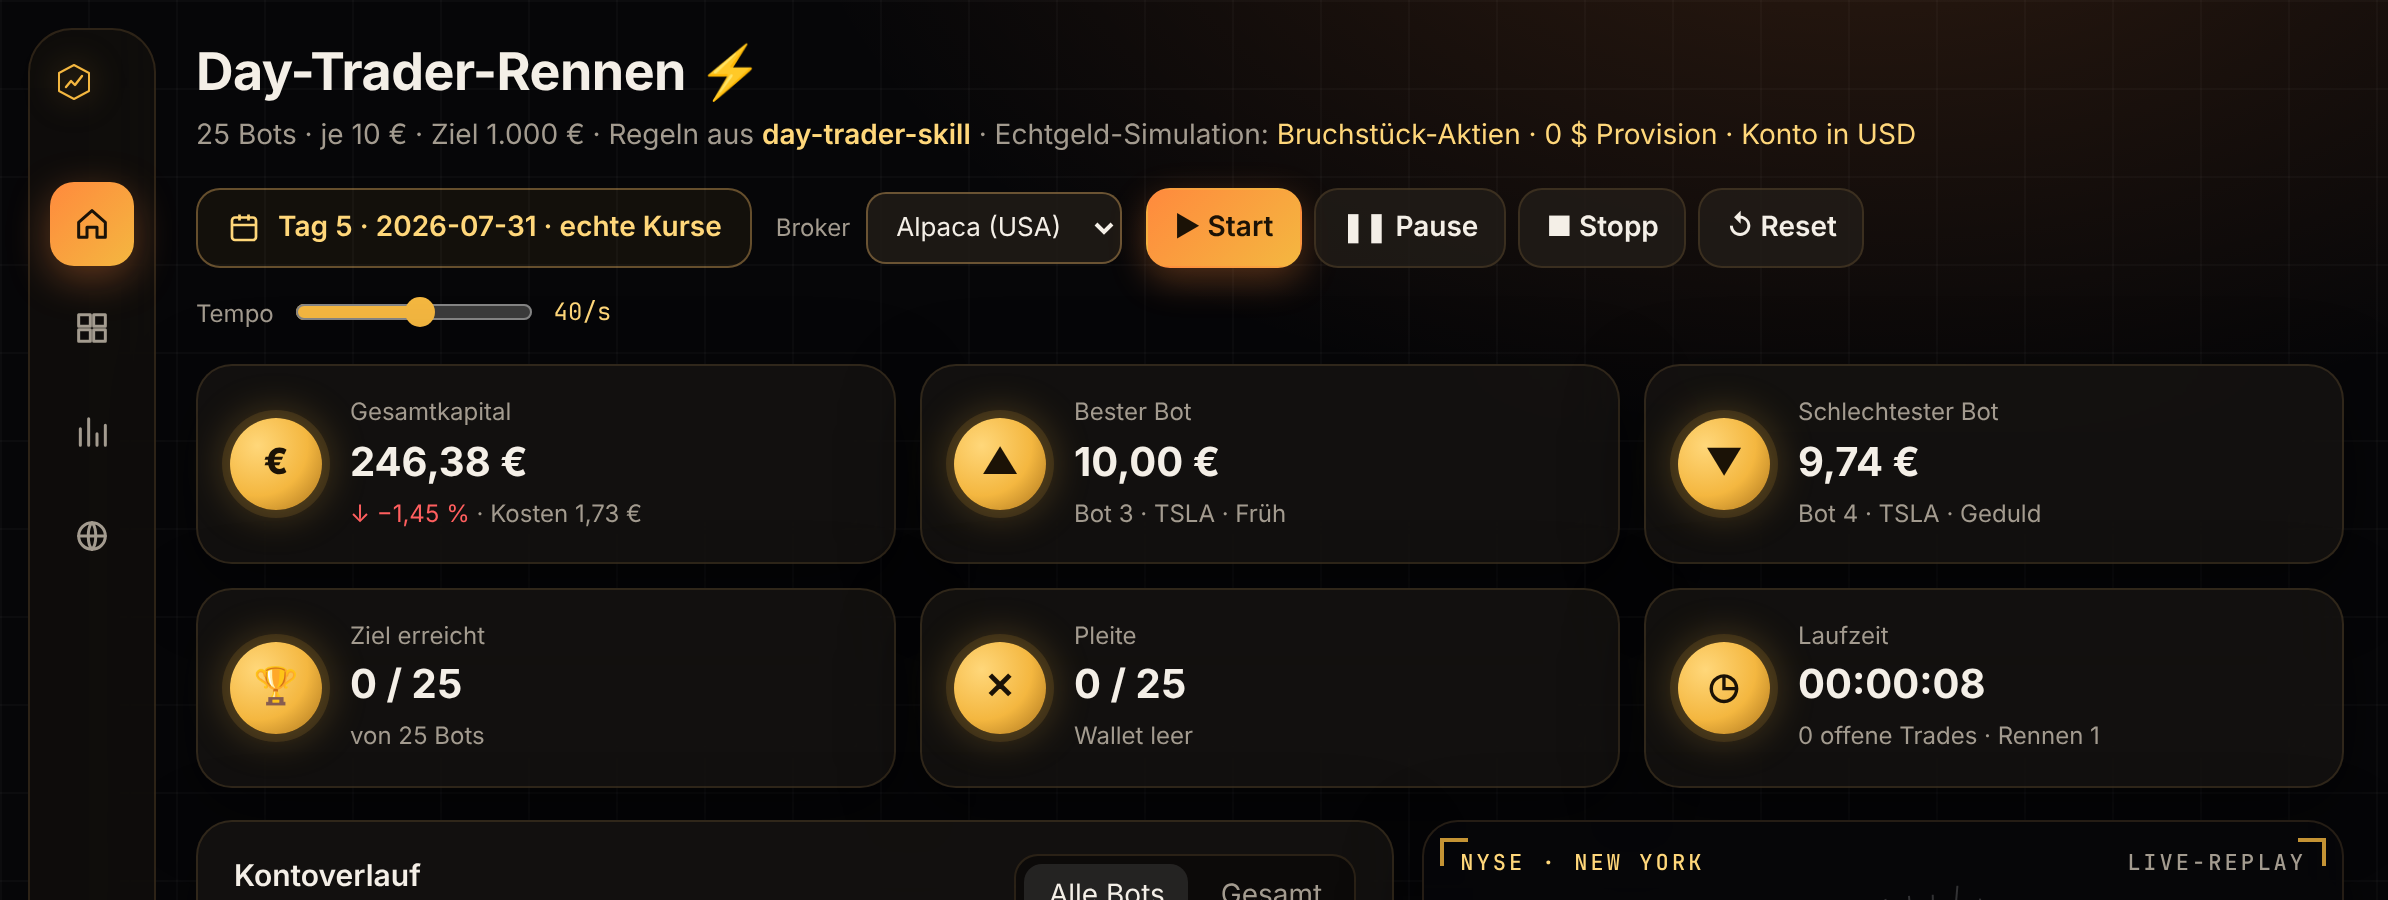 Day-Trader-Rennen ⚡
25 Bots · je 10 € · Ziel 1.000 € · Regeln aus day-trader-skill · Echtgeld-Simulation: Bruchstück-Aktien · 0 $ Provision · Konto in USD
Tag 5 · 2026-07-31 · echte Kurse
Broker
Alpaca (USA)
▶ Start
❚❚ Pause
■ Stopp
↺ Reset
Tempo
40/s
€
Gesamtkapital
246,38 €
↓ −1,45 % · Kosten 1,73 €
▲
Bester Bot
10,00 €
Bot 3 · TSLA · Früh
▼
Schlechtester Bot
9,74 €
Bot 4 · TSLA · Geduld
🏆
Ziel erreicht
0 / 25
von 25 Bots
✕
Pleite
0 / 25
Wallet leer
◷
Laufzeit
00:00:08
0 offene Trades · Rennen 1
Kontoverlauf
Alle Bots
Gesamt
NYSE · NEW YORK
LIVE-REPLAY